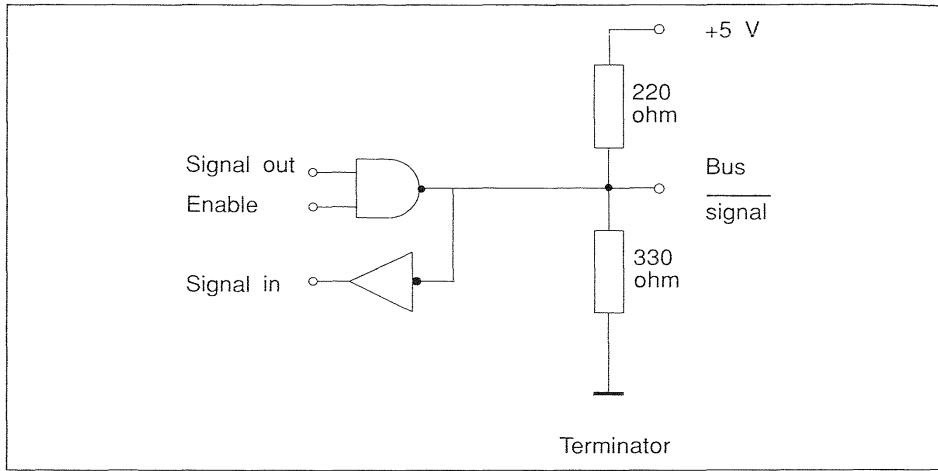 +5 V
220
ohm
Signal out
Bus
Enable
signal
Signal in
330
ohm
Terminator